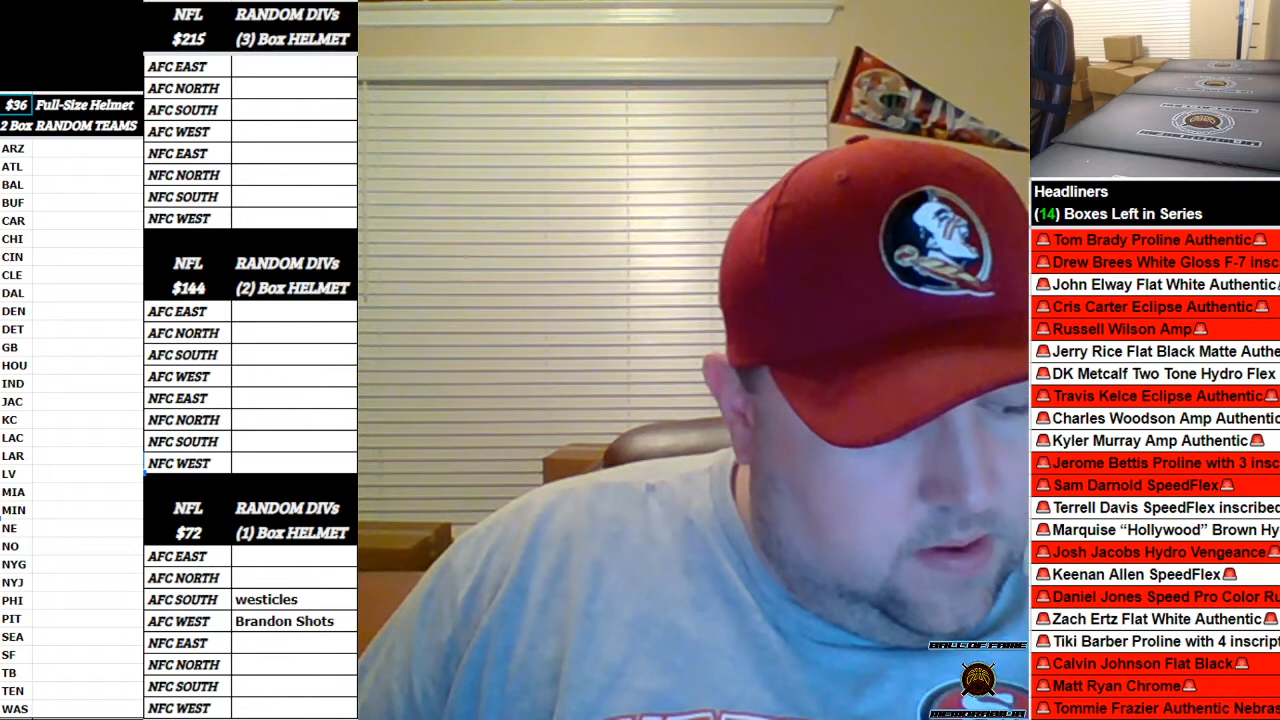 $36 Full-Size Helmet
2 Box RANDOM TEAMS
ARZ
ATL
BAL
BUF
CAR
CHI
CIN
CLE
DAL
DEN
DET
GB
HOU
IND
JAC
KC
LAC
LAR
LV
MIA
MIN
NE
NO
NYG
NYJ
PHI
PIT
SEA
SF
TB
TEN
WAS
NFL RANDOM DIVs
$215 (3) Box HELMET
AFC EAST
AFC NORTH
AFC SOUTH
AFC WEST
NFC EAST
NFC NORTH
NFC SOUTH
NFC WEST
NFL RANDOM DIVs
$144 (2) Box HELMET
AFC EAST
AFC NORTH
AFC SOUTH
AFC WEST
NFC EAST
NFC NORTH
NFC SOUTH
NFC WEST
NFL RANDOM DIVs
$72 (1) Box HELMET
AFC EAST
AFC NORTH
AFC SOUTH westicles
AFC WEST Brandon Shots
NFC EAST
NFC NORTH
NFC SOUTH
NFC WEST
BALL OF FAME
MEMORABILIA
Headliners
(14) Boxes Left in Series
Tom Brady Proline Authentic
Drew Brees White Gloss F-7 insc
John Elway Flat White Authentic
Cris Carter Eclipse Authentic
Russell Wilson Amp
Jerry Rice Flat Black Matte Authe
DK Metcalf Two Tone Hydro Flex
Travis Kelce Eclipse Authentic
Charles Woodson Amp Authentic
Kyler Murray Amp Authentic
Jerome Bettis Proline with 3 insc
Sam Darnold SpeedFlex
Terrell Davis SpeedFlex inscribed
Marquise “Hollywood” Brown Hy
Josh Jacobs Hydro Vengeance
Keenan Allen SpeedFlex
Daniel Jones Speed Pro Color Ru
Zach Ertz Flat White Authentic
Tiki Barber Proline with 4 inscript
Calvin Johnson Flat Black
Matt Ryan Chrome
Tommie Frazier Authentic Nebras